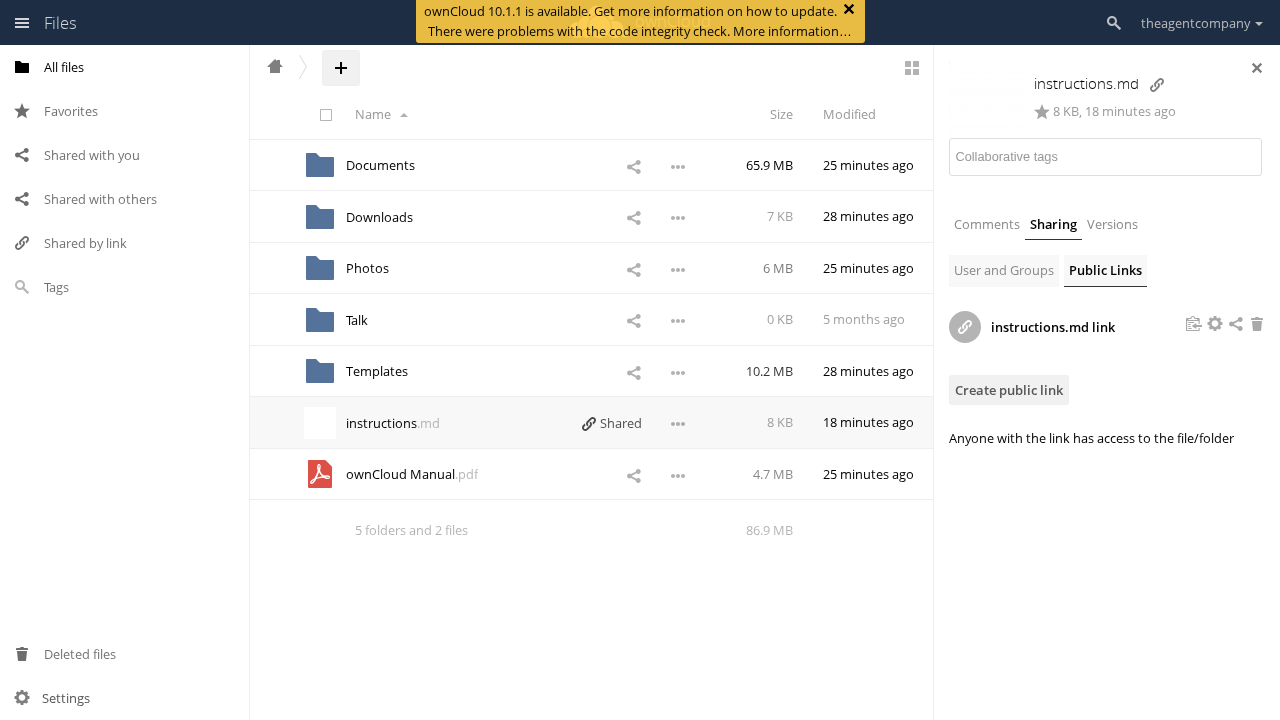 Files
ownCloud 10.1.1 is available. Get more information on how to update.
There were problems with the code integrity check. More information…
theagentcompany
All files
Favorites
Shared with you
Shared with others
Shared by link
Tags
Deleted files
Settings
Name
Size
Modified
Documents
65.9 MB
25 minutes ago
Downloads
7 KB
28 minutes ago
Photos
6 MB
25 minutes ago
Talk
0 KB
5 months ago
Templates
10.2 MB
28 minutes ago
instructions.md
Shared
8 KB
18 minutes ago
ownCloud Manual.pdf
4.7 MB
25 minutes ago
5 folders and 2 files
86.9 MB
instructions.md
8 KB, 18 minutes ago
Collaborative tags
Comments
Sharing
Versions
User and Groups
Public Links
instructions.md link
Create public link
Anyone with the link has access to the file/folder